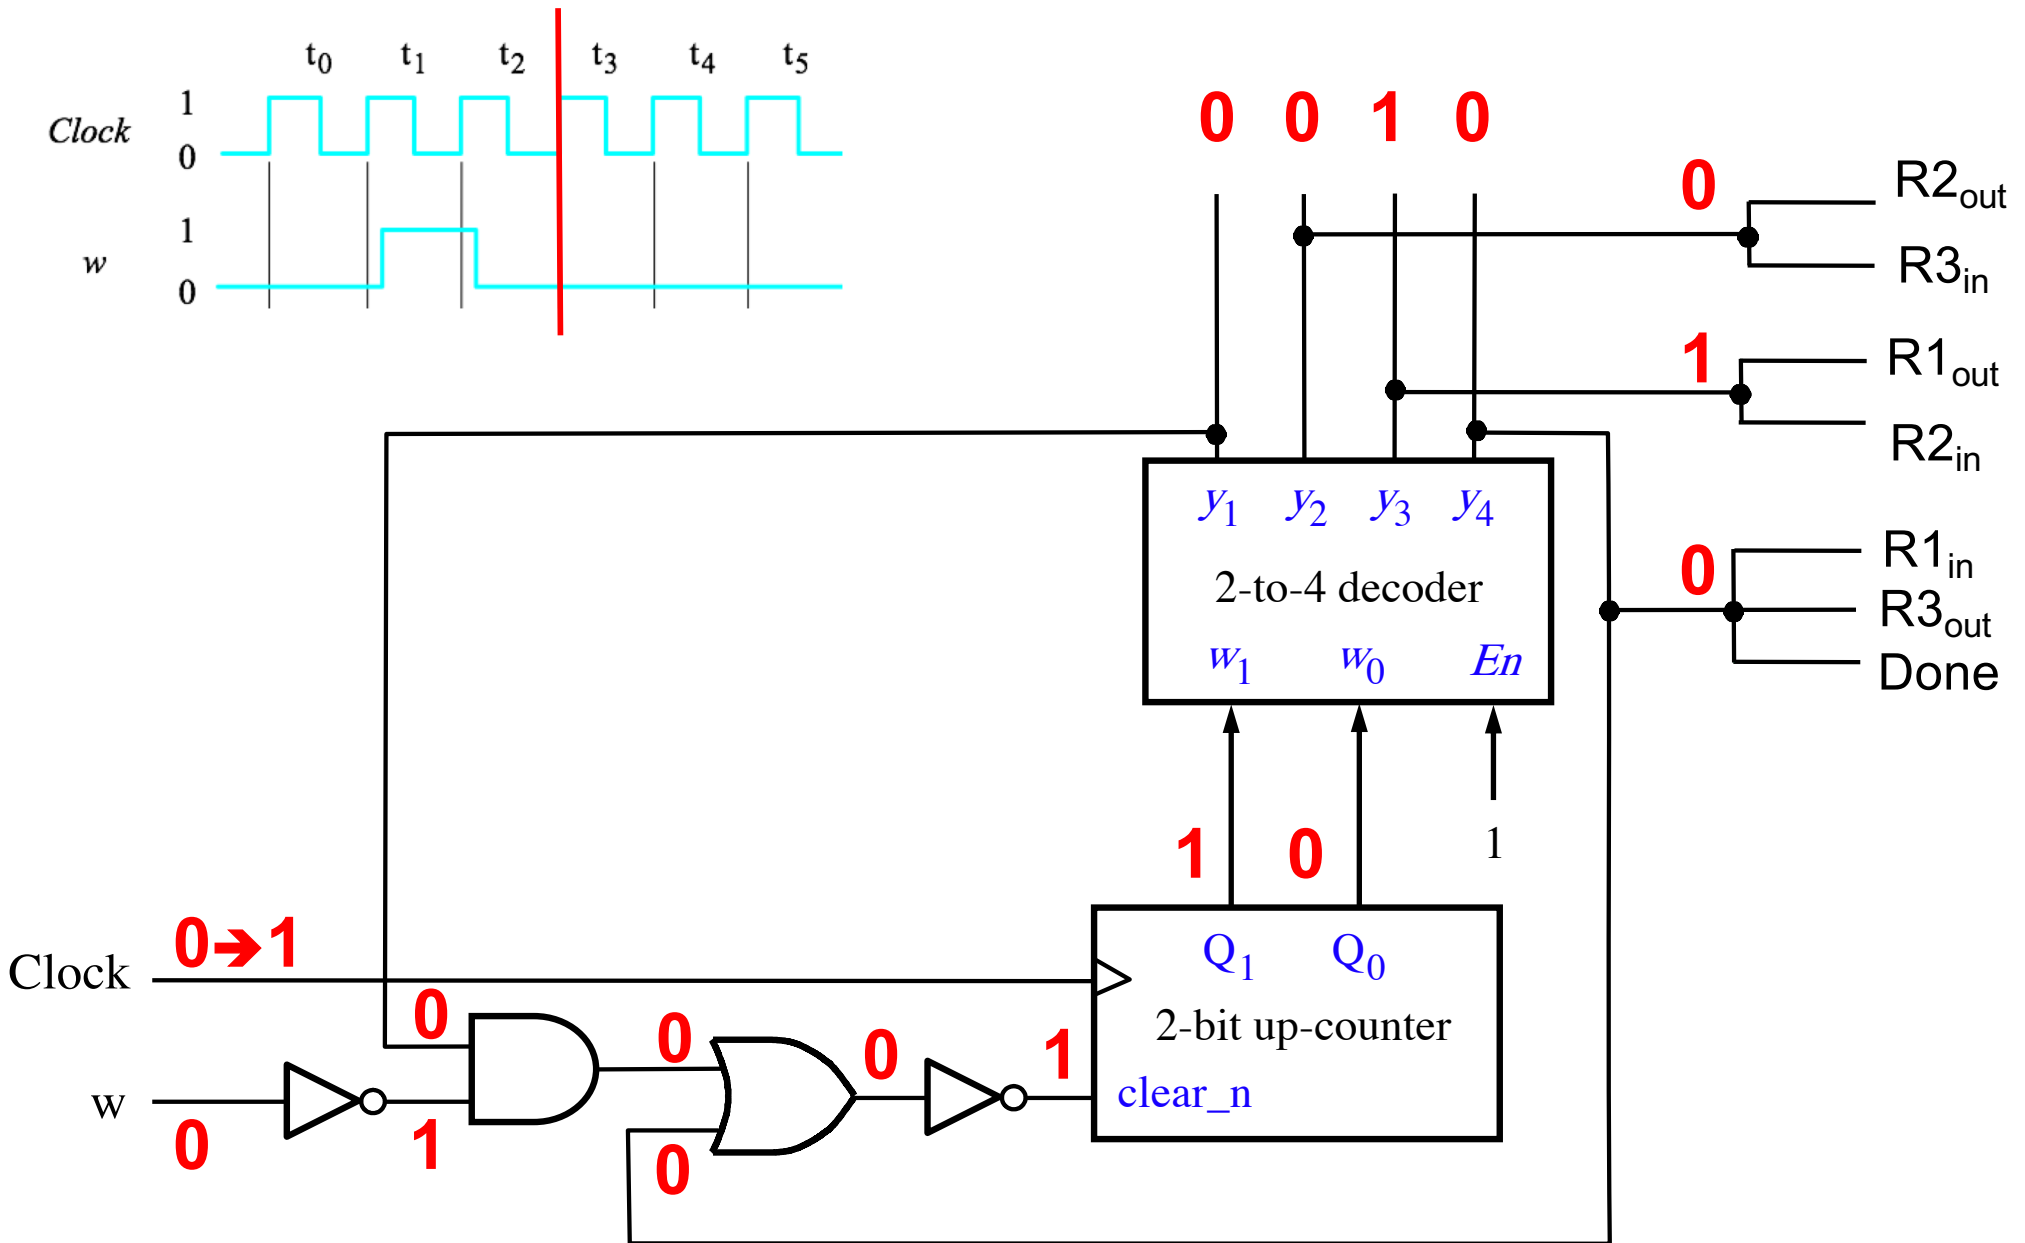 t0 t1 t2 t3 t4 t5
1
Clock
0
1
w
0
0 0 1 0
0
R2out
R3in
1
R1out
R2in
y1 y2 y3 y4
2-to-4 decoder
w1 w0 En
0
R1in
R3out
Done
1 0 1
Clock 0➔1
Q1 Q0
2-bit up-counter
clear_n
0 0 0 1
w
0 1 0